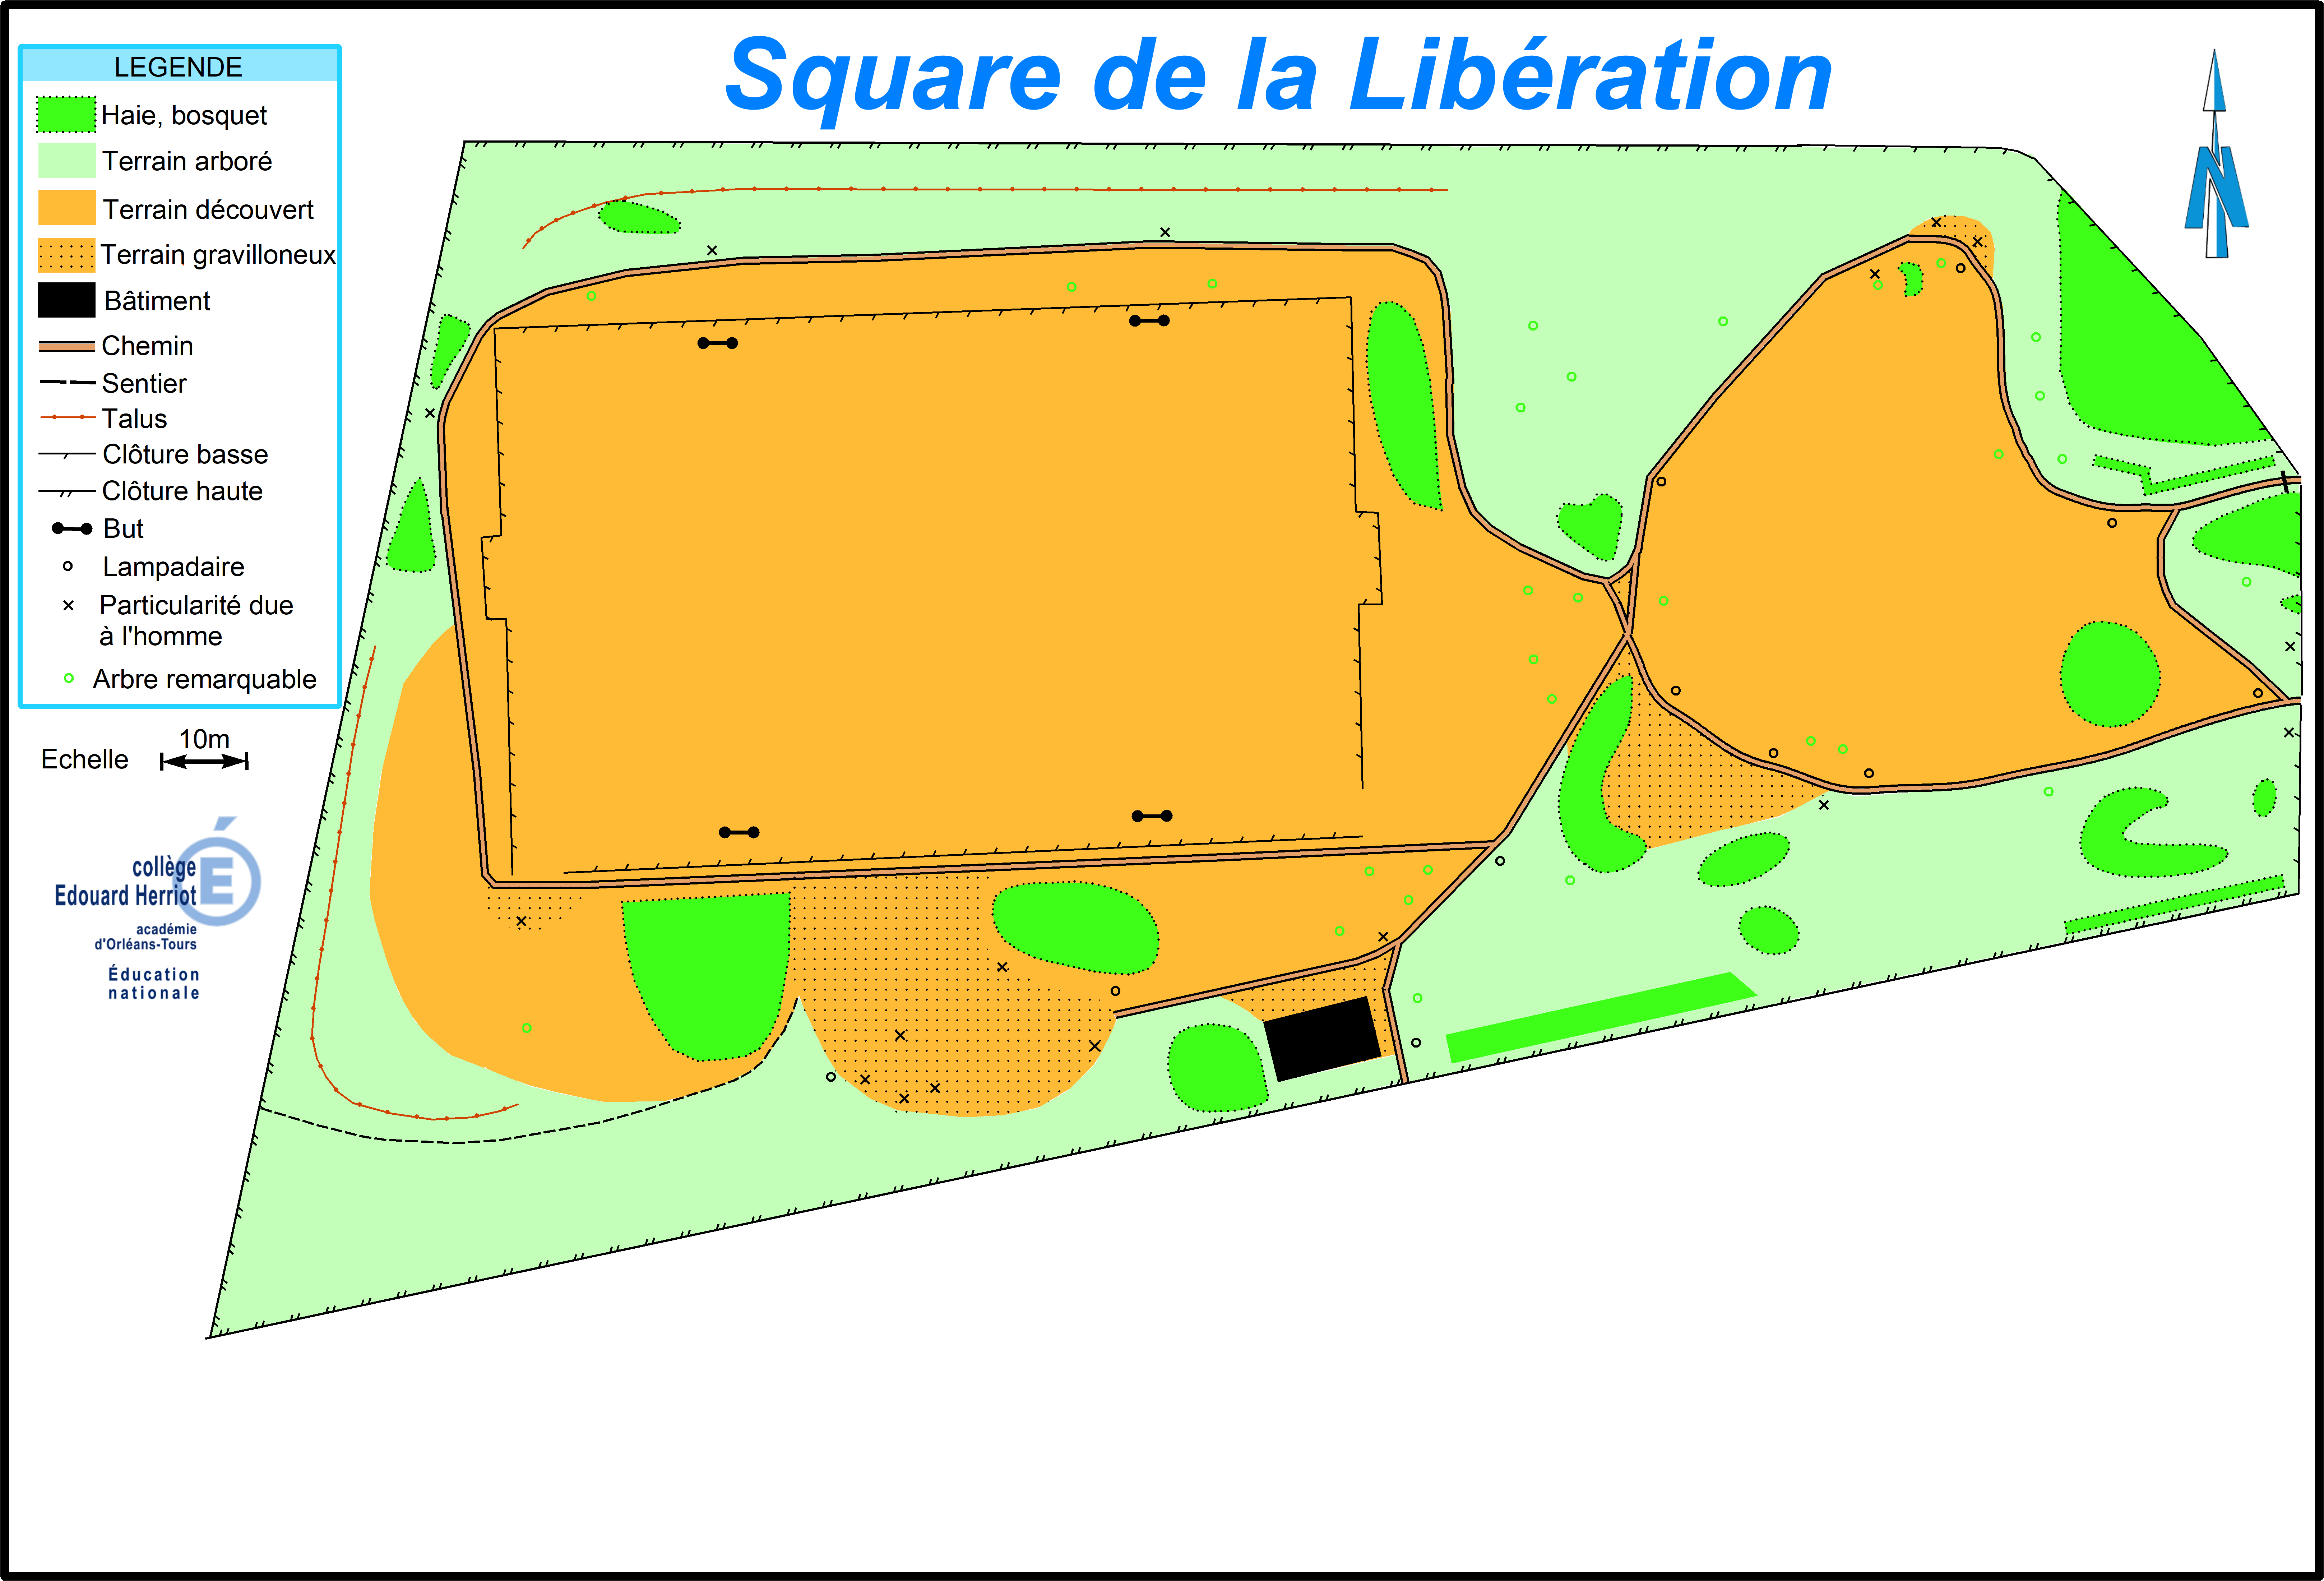 Square de la Libération
LEGENDE
Haie, bosquet
Terrain arboré
Terrain découvert
Terrain gravilloneux
Bâtiment
Chemin
Sentier
Talus
Clôture basse
Clôture haute
But
Lampadaire
Particularité due
à l'homme
Arbre remarquable
10m
Echelle
É
E
collège
Edouard Herriot
académie
d'Orléans-Tours
Éducation
nationale
N